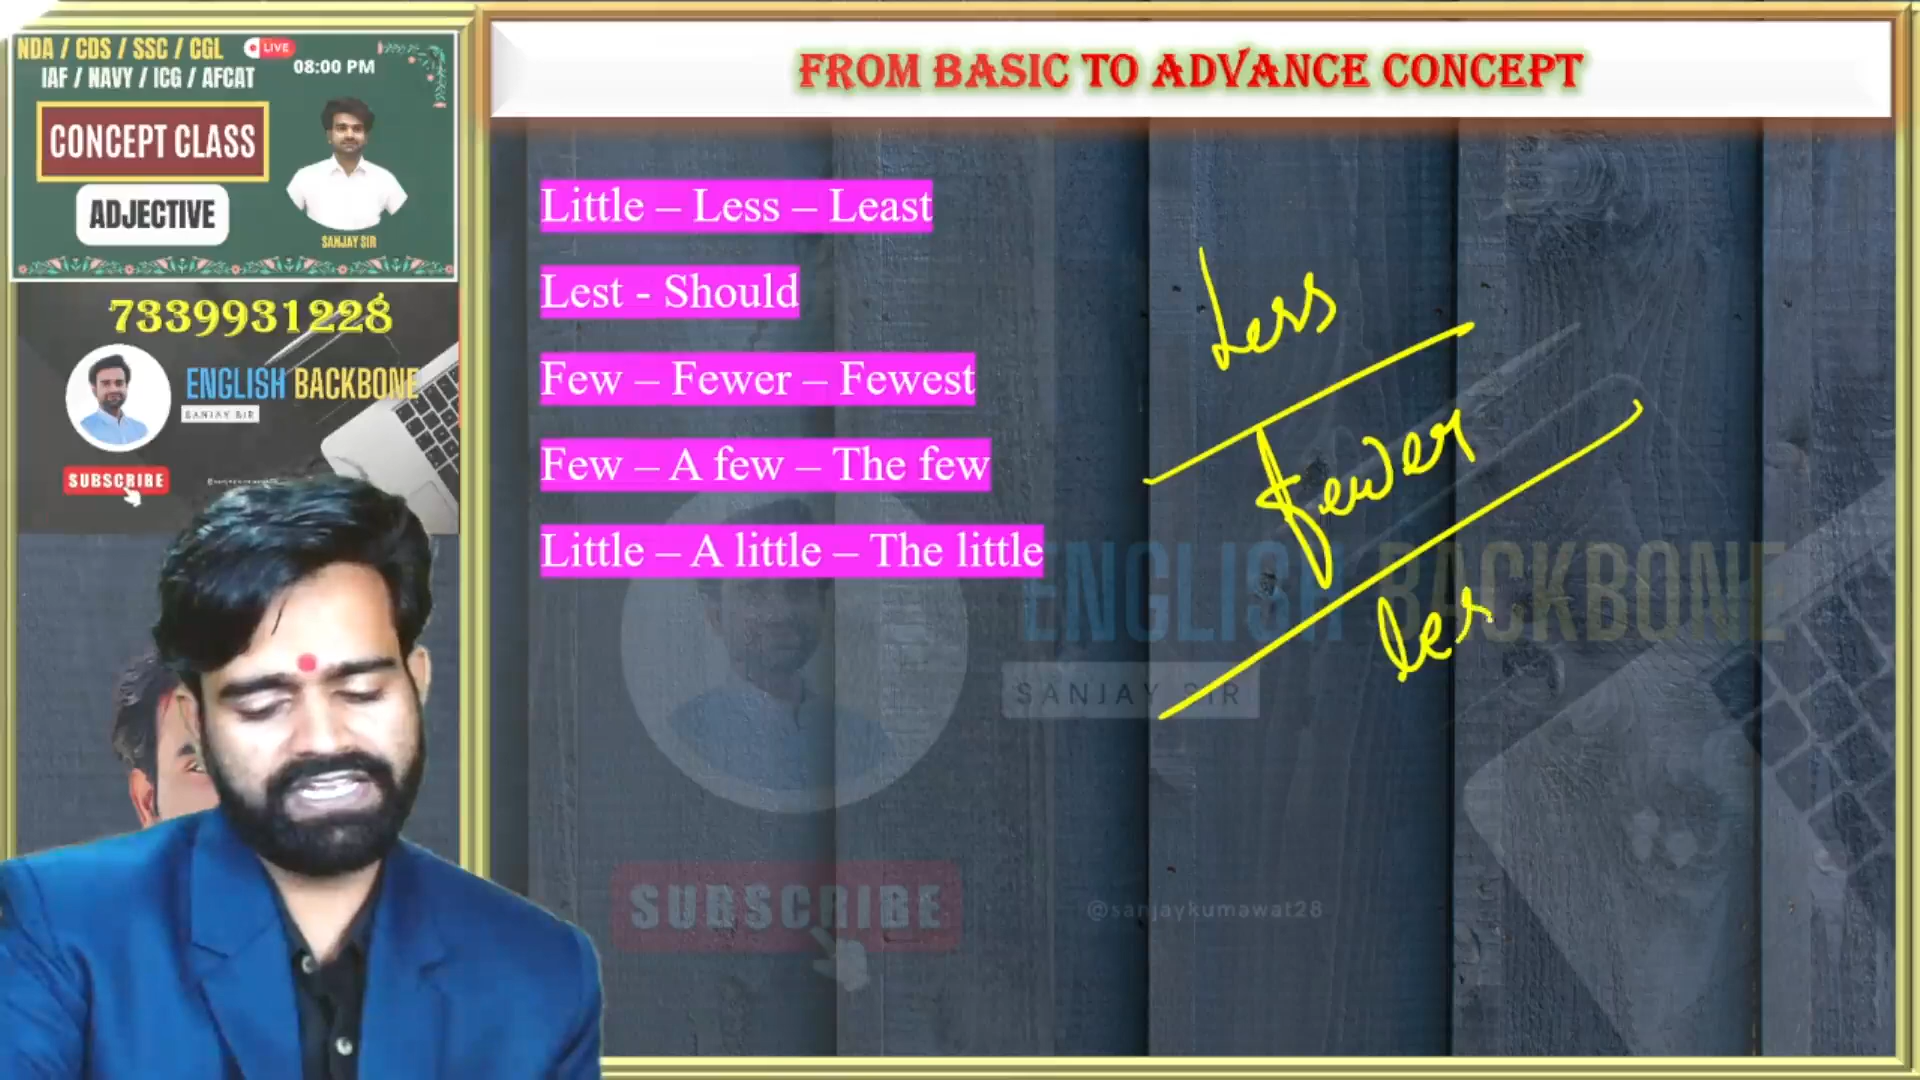 FROM BASIC TO ADVANCE CONCEPT
NDA / CDS / SSC / CGL
LIVE
IAF / NAVY / ICG / AFCAT
08:00 PM
CONCEPT CLASS
ADJECTIVE
SANJAY SIR
7339931228
ENGLISH BACKBONE
SANJAY SIR
SUBSCRIBE
Little – Less – Least
Lest - Should
Few – Fewer – Fewest
Few – A few – The few
Little – A little – The little
Less
Fewer
les
ENGLISH BACKBONE
SANJAY SIR
SUBSCRIBE
@sanjaykumawat28